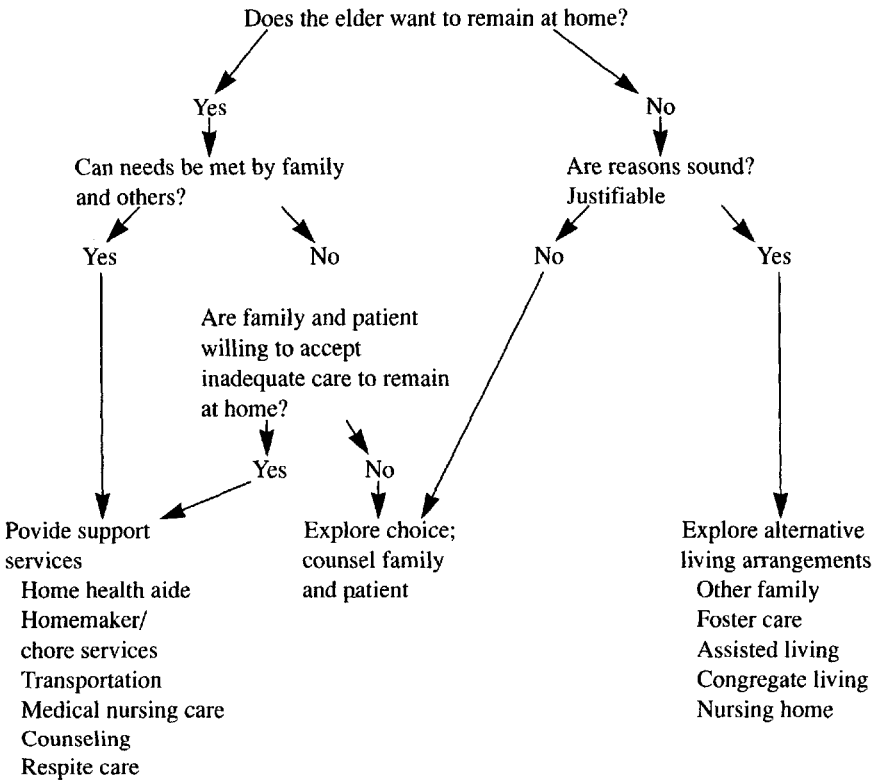 Does the elder want to remain at home?
Yes
No
Can needs be met by family
and others?
Are reasons sound?
Justifiable
Yes
No
No
Yes
Are family and patient
willing to accept
inadequate care to remain
at home?
Yes
No
Povide support
services
Home health aide
Homemaker/
chore services
Transportation
Medical nursing care
Counseling
Respite care
Explore choice;
counsel family
and patient
Explore alternative
living arrangements
Other family
Foster care
Assisted living
Congregate living
Nursing home